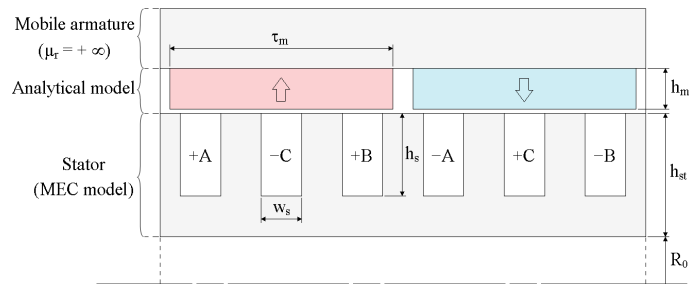 Mobile armature
(μr = + ∞)
τm
Analytical model
hm
+A
−C
+B
hs
−A
+C
−B
Stator
(MEC model)
hst
ws
R0